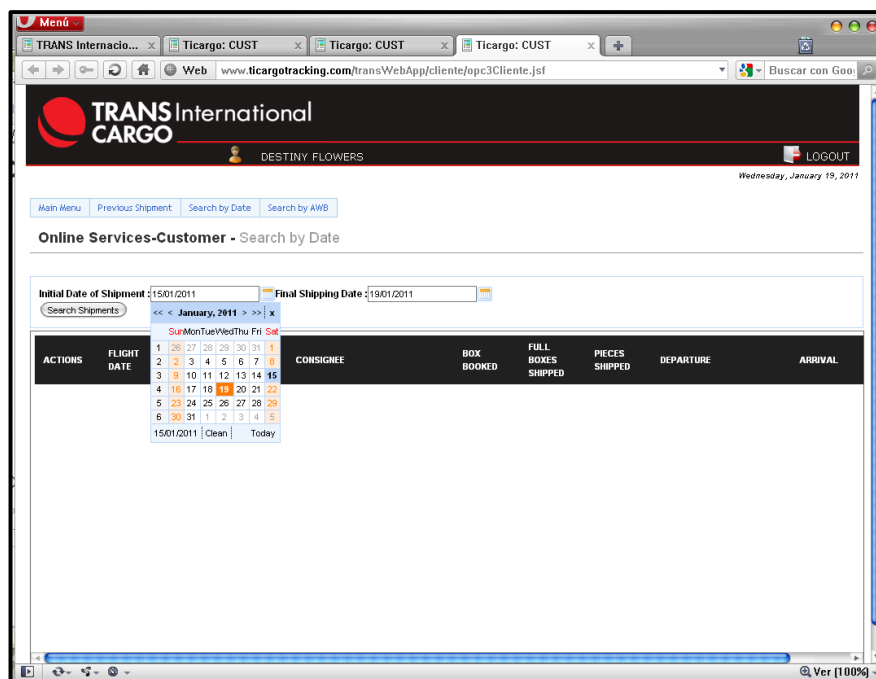 Menú
TRANS Internacio... x Ticargo: CUST x Ticargo: CUST x Ticargo: CUST x
Web www.ticargotracking.com/transWebApp/cliente/opc3Cliente.jsf Buscar con Goo
TRANS International
CARGO
DESTINY FLOWERS LOGOUT
Wednesday, January 19, 2011
Main Menu Previous Shipment Search by Date Search by AWB
Online Services-Customer - Search by Date
Initial Date of Shipment : 15/01/2011 Final Shipping Date : 19/01/2011
Search Shipments
<< < January, 2011 > >> x
Sun Mon Tue Wed Thu Fri Sat
1 26 27 28 29 30 31 1
2 2 3 4 5 6 7 8
3 9 10 11 12 13 14 15
4 16 17 18 19 20 21 22
5 23 24 25 26 27 28 29
6 30 31 1 2 3 4 5
15/01/2011 Clean Today
ACTIONS FLIGHT DATE CONSIGNEE BOX BOOKED FULL BOXES SHIPPED PIECES SHIPPED DEPARTURE ARRIVAL
Ver (100%)